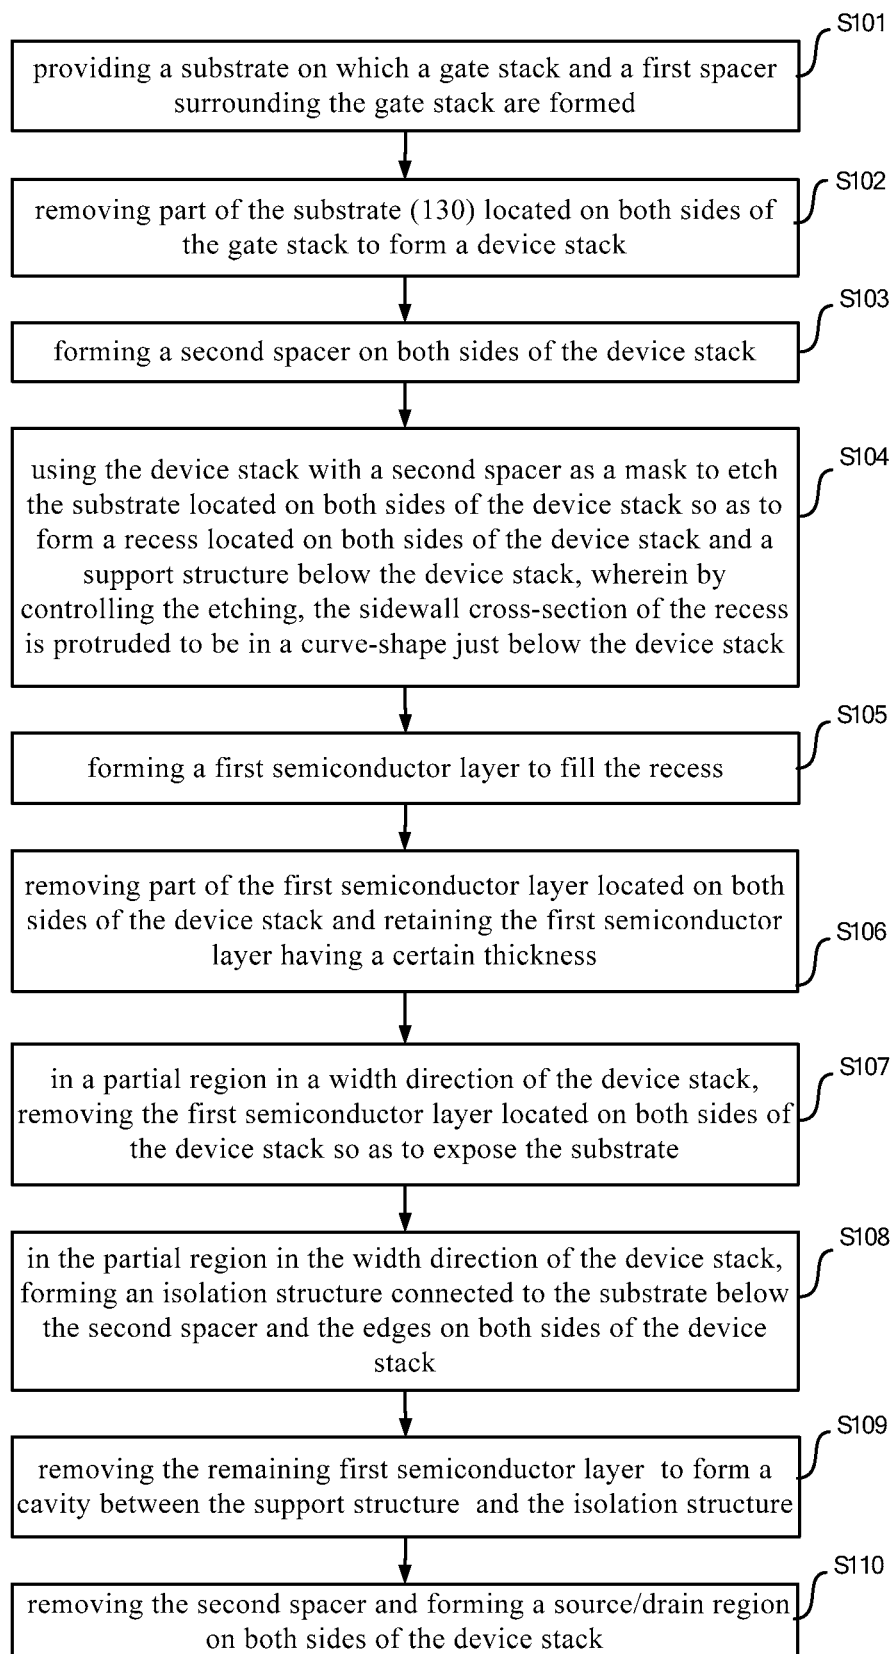 S101
providing a substrate on which a gate stack and a first spacer
surrounding the gate stack are formed
S102
removing part of the substrate (130) located on both sides of
the gate stack to form a device stack
S103
forming a second spacer on both sides of the device stack
S104
using the device stack with a second spacer as a mask to etch
the substrate located on both sides of the device stack so as to
form a recess located on both sides of the device stack and a
support structure below the device stack, wherein by
controlling the etching, the sidewall cross-section of the recess
is protruded to be in a curve-shape just below the device stack
S105
forming a first semiconductor layer to fill the recess
removing part of the first semiconductor layer located on both
sides of the device stack and retaining the first semiconductor
layer having a certain thickness
S106
S107
in a partial region in a width direction of the device stack,
removing the first semiconductor layer located on both sides of
the device stack so as to expose the substrate
S108
in the partial region in the width direction of the device stack,
forming an isolation structure connected to the substrate below
the second spacer and the edges on both sides of the device
stack
S109
removing the remaining first semiconductor layer to form a
cavity between the support structure and the isolation structure
S110
removing the second spacer and forming a source/drain region
on both sides of the device stack